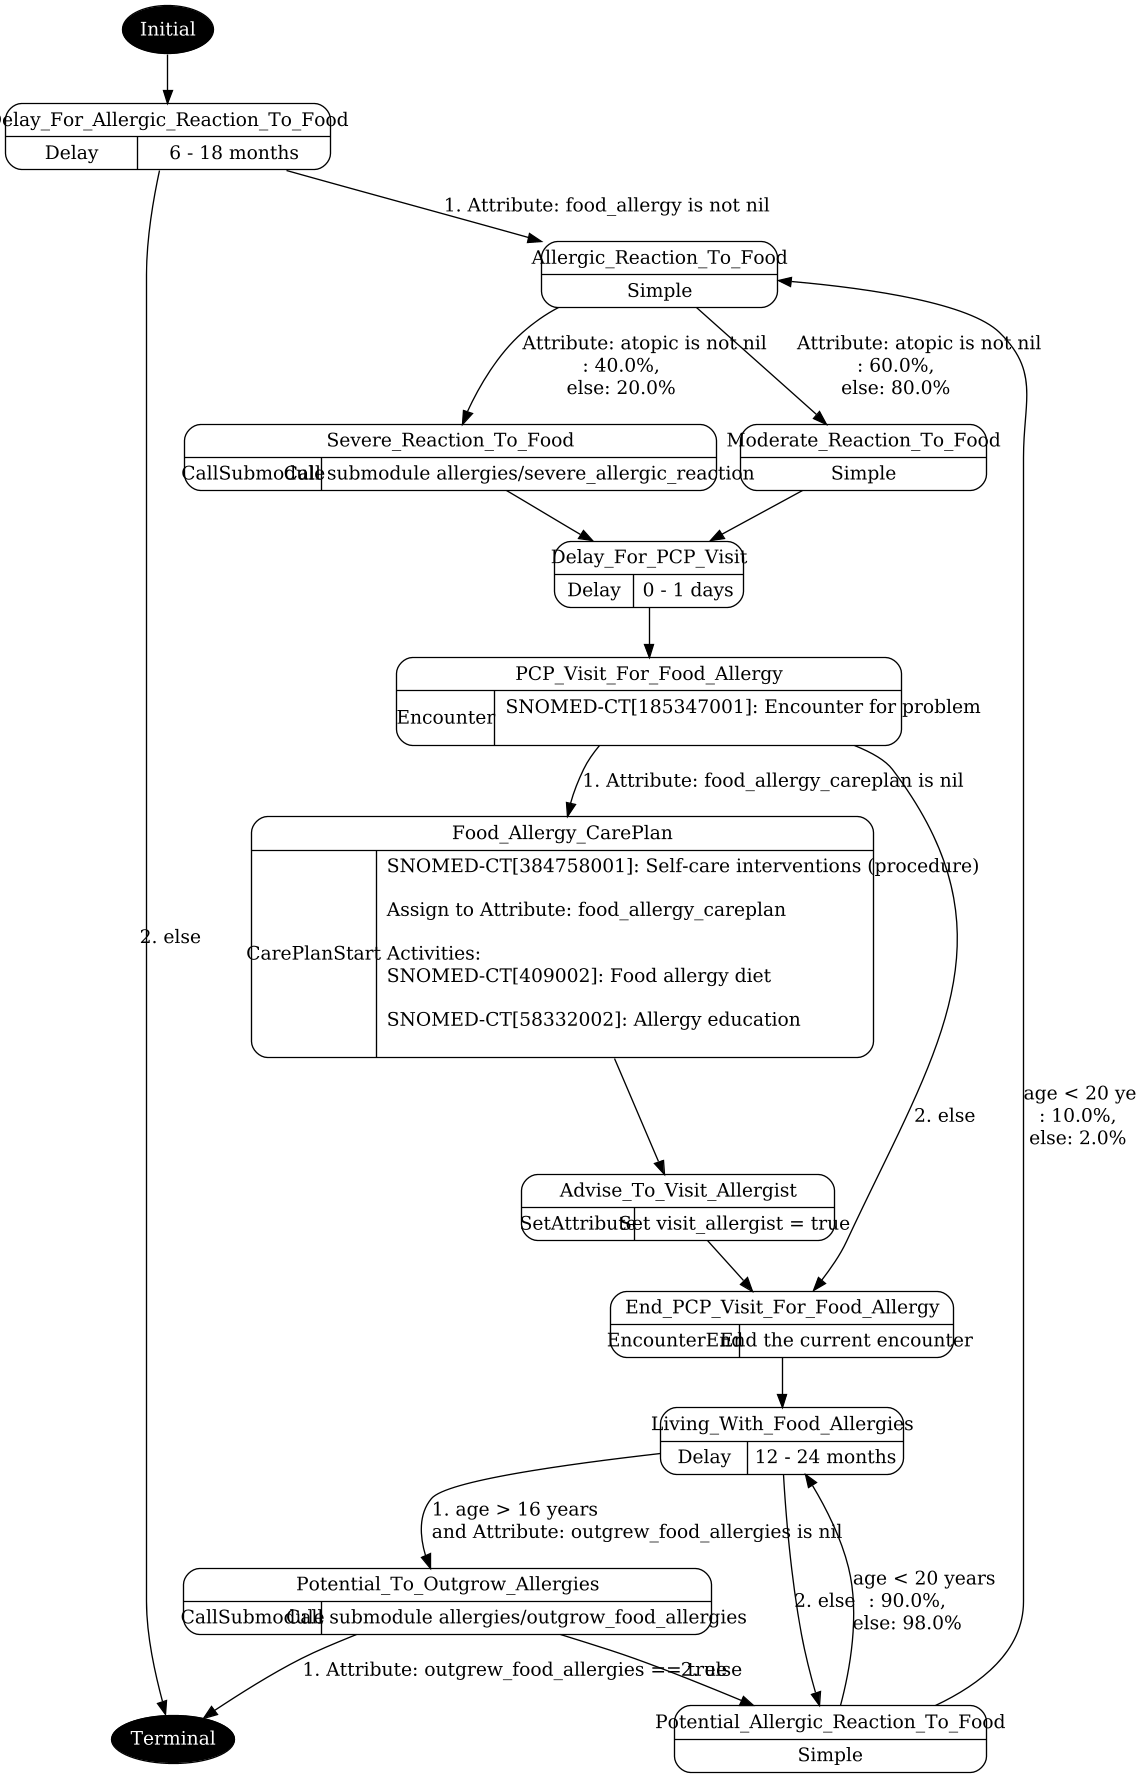 Initial
Delay_For_Allergic_Reaction_To_Food
Delay
6 - 18 months
1. Attribute: food_allergy is not nil
Allergic_Reaction_To_Food
Simple
Attribute: atopic is not nil
: 40.0%,
else: 20.0%
Attribute: atopic is not nil
: 60.0%,
else: 80.0%
Severe_Reaction_To_Food
CallSubmodule
Call submodule allergies/severe_allergic_reaction
Moderate_Reaction_To_Food
Simple
Delay_For_PCP_Visit
Delay
0 - 1 days
PCP_Visit_For_Food_Allergy
Encounter
SNOMED-CT[185347001]: Encounter for problem
1. Attribute: food_allergy_careplan is nil
Food_Allergy_CarePlan
CarePlanStart
SNOMED-CT[384758001]: Self-care interventions (procedure)
Assign to Attribute: food_allergy_careplan
Activities:
SNOMED-CT[409002]: Food allergy diet
SNOMED-CT[58332002]: Allergy education
2. else
2. else
age < 20 ye
: 10.0%,
else: 2.0%
Advise_To_Visit_Allergist
SetAttribute
Set visit_allergist = true
End_PCP_Visit_For_Food_Allergy
EncounterEnd
End the current encounter
Living_With_Food_Allergies
Delay
12 - 24 months
1. age > 16 years
and Attribute: outgrew_food_allergies is nil
Potential_To_Outgrow_Allergies
CallSubmodule
Call submodule allergies/outgrow_food_allergies
2. else
age < 20 years
: 90.0%,
else: 98.0%
1. Attribute: outgrew_food_allergies == true
2. else
Terminal
Potential_Allergic_Reaction_To_Food
Simple